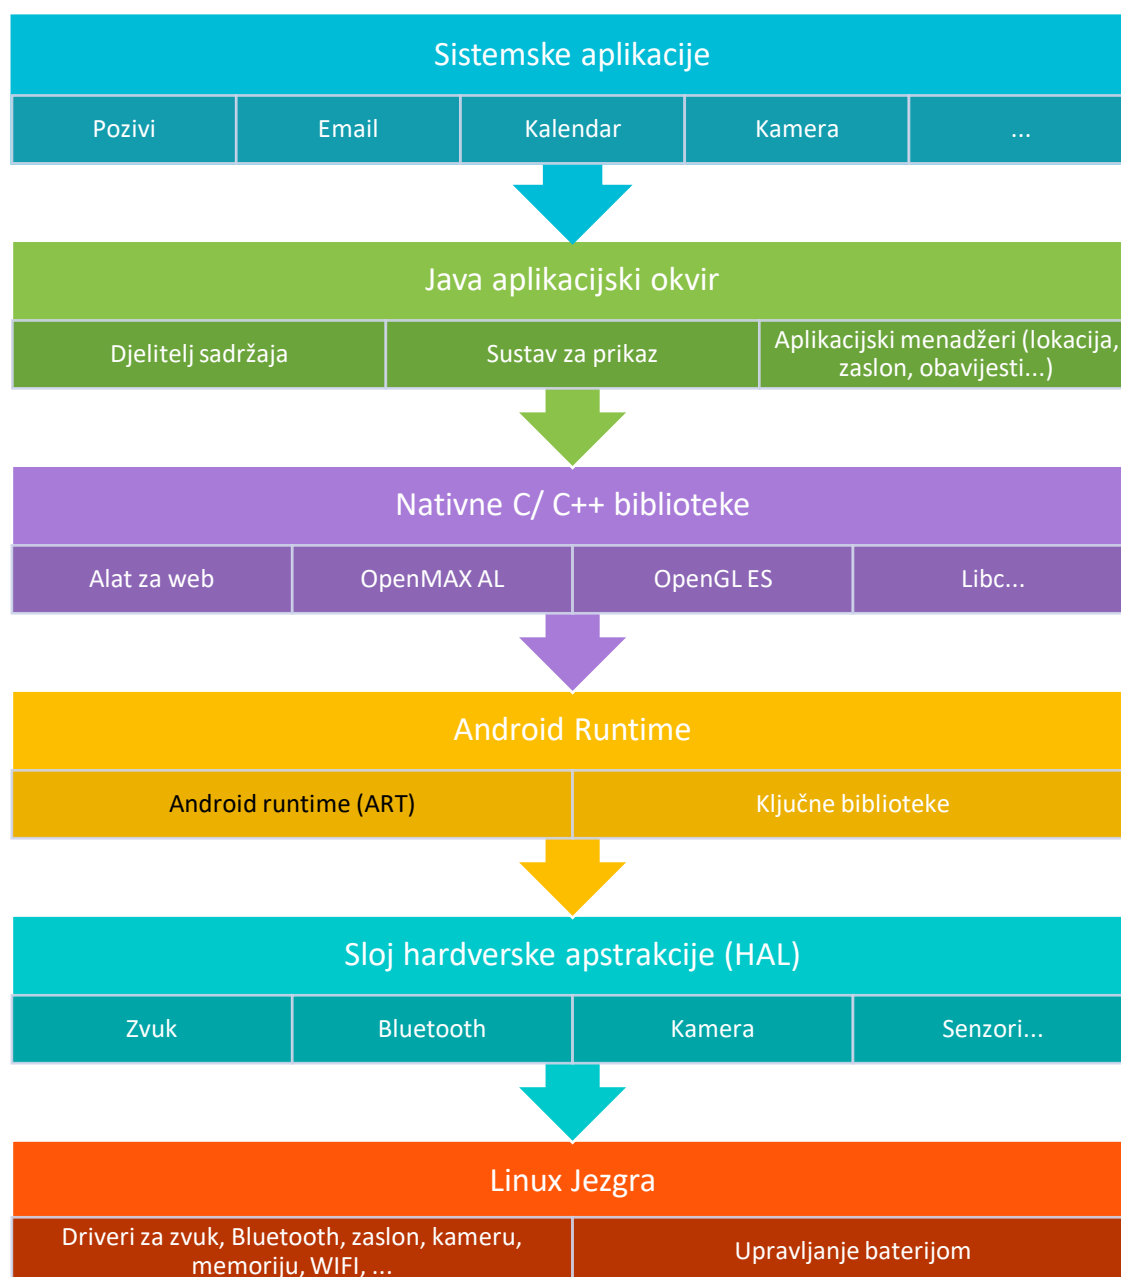 Sistemske aplikacije
Pozivi
Email
Kalendar
Kamera
...
Java aplikacijski okvir
Djelitelj sadržaja
Sustav za prikaz
Aplikacijski menadžeri (lokacija,
zaslon, obavijesti...)
Nativne C/ C++ biblioteke
Alat za web
OpenMAX AL
OpenGL ES
Libc...
Android Runtime
Android runtime (ART)
Ključne biblioteke
Sloj hardverske apstrakcije (HAL)
Zvuk
Bluetooth
Kamera
Senzori...
Linux Jezgra
Driveri za zvuk, Bluetooth, zaslon, kameru,
memoriju, WIFI, ...
Upravljanje baterijom